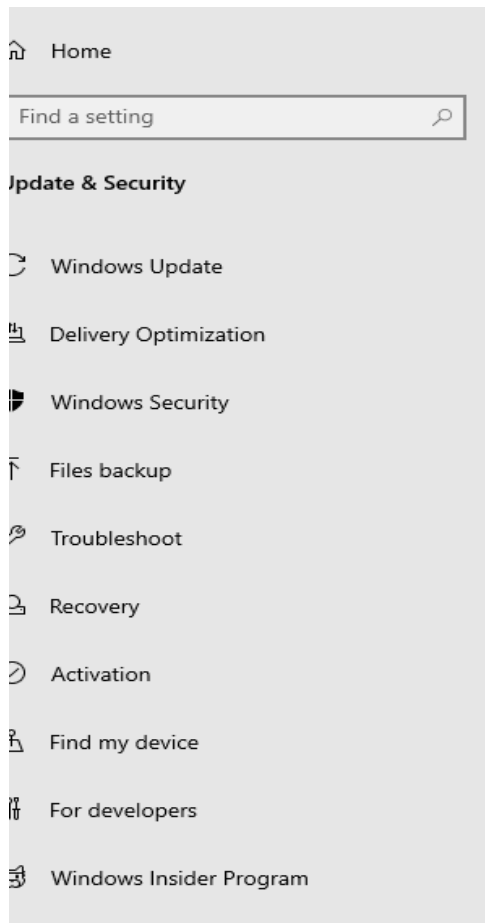 Home
Find a setting
Update & Security
Windows Update
Delivery Optimization
Windows Security
Files backup
Troubleshoot
Recovery
Activation
Find my device
For developers
Windows Insider Program